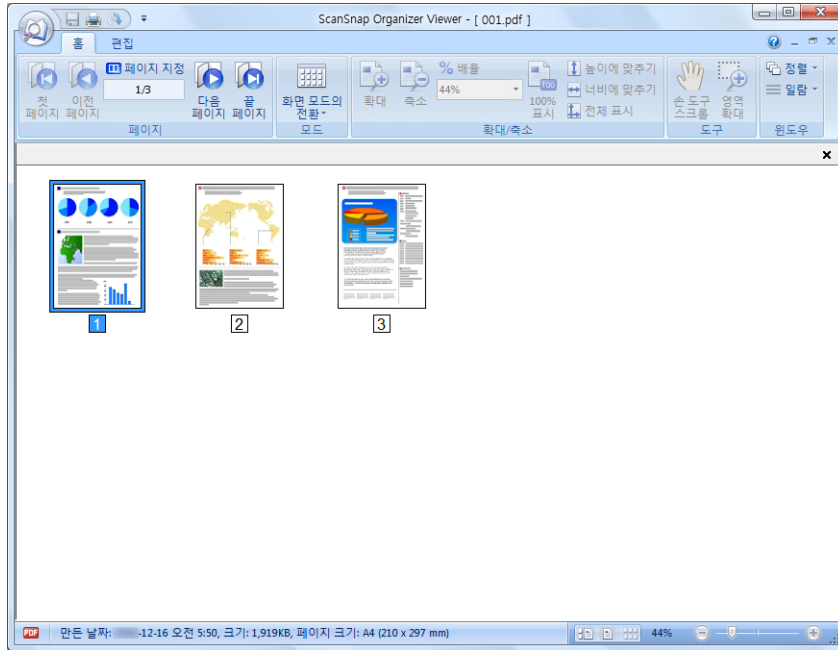 ScanSnap Organizer Viewer - [ 001.pdf ]
홈 편집
첫 페이지
이전 페이지
페이지 지정
1/3
다음 페이지
끝 페이지
페이지
화면 모드의 전환
모드
확대
축소
% 배율
44%
100
100% 표시
높이에 맞추기
너비에 맞추기
전체 표시
확대/축소
손 도구 스크롤
영역 확대
도구
정렬
일람
윈도우
1
2
3
PDF 만든 날짜: -12-16 오전 5:50, 크기: 1,919KB, 페이지 크기: A4 (210 x 297 mm) 44%